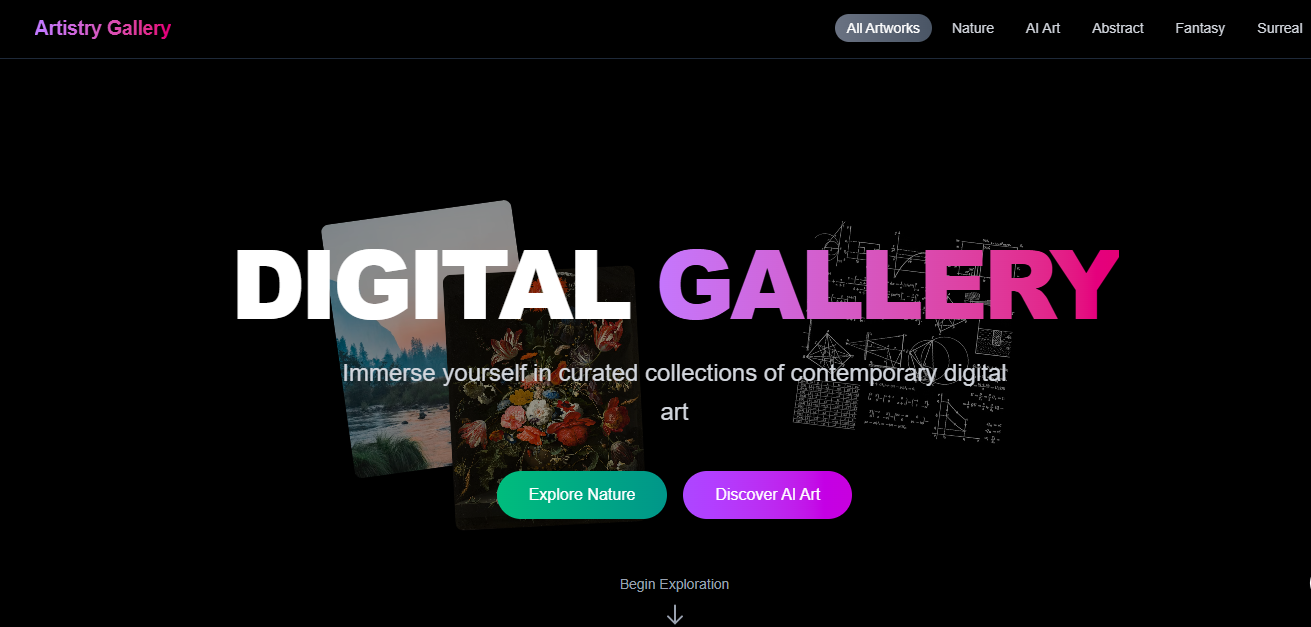 Artistry Gallery
All Artworks Nature AI Art Abstract Fantasy Surreal
DIGITAL GALLERY
Immerse yourself in curated collections of contemporary digital
art
Explore Nature Discover AI Art
Begin Exploration